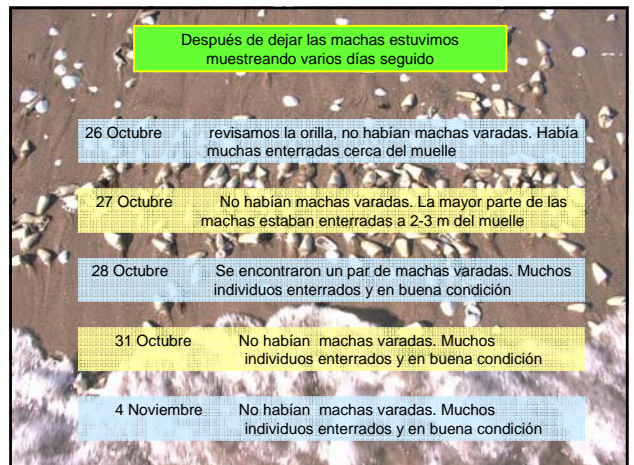 Después de dejar las machas estuvimos
muestreando varios días seguido
26 Octubre revisamos la orilla, no habían machas varadas. Había
muchas enterradas cerca del muelle
27 Octubre No habían machas varadas. La mayor parte de las
machas estaban enterradas a 2-3 m del muelle
28 Octubre Se encontraron un par de machas varadas. Muchos
individuos enterrados y en buena condición
31 Octubre No habían machas varadas. Muchos
individuos enterrados y en buena condición
4 Noviembre No habían machas varadas. Muchos
individuos enterrados y en buena condición